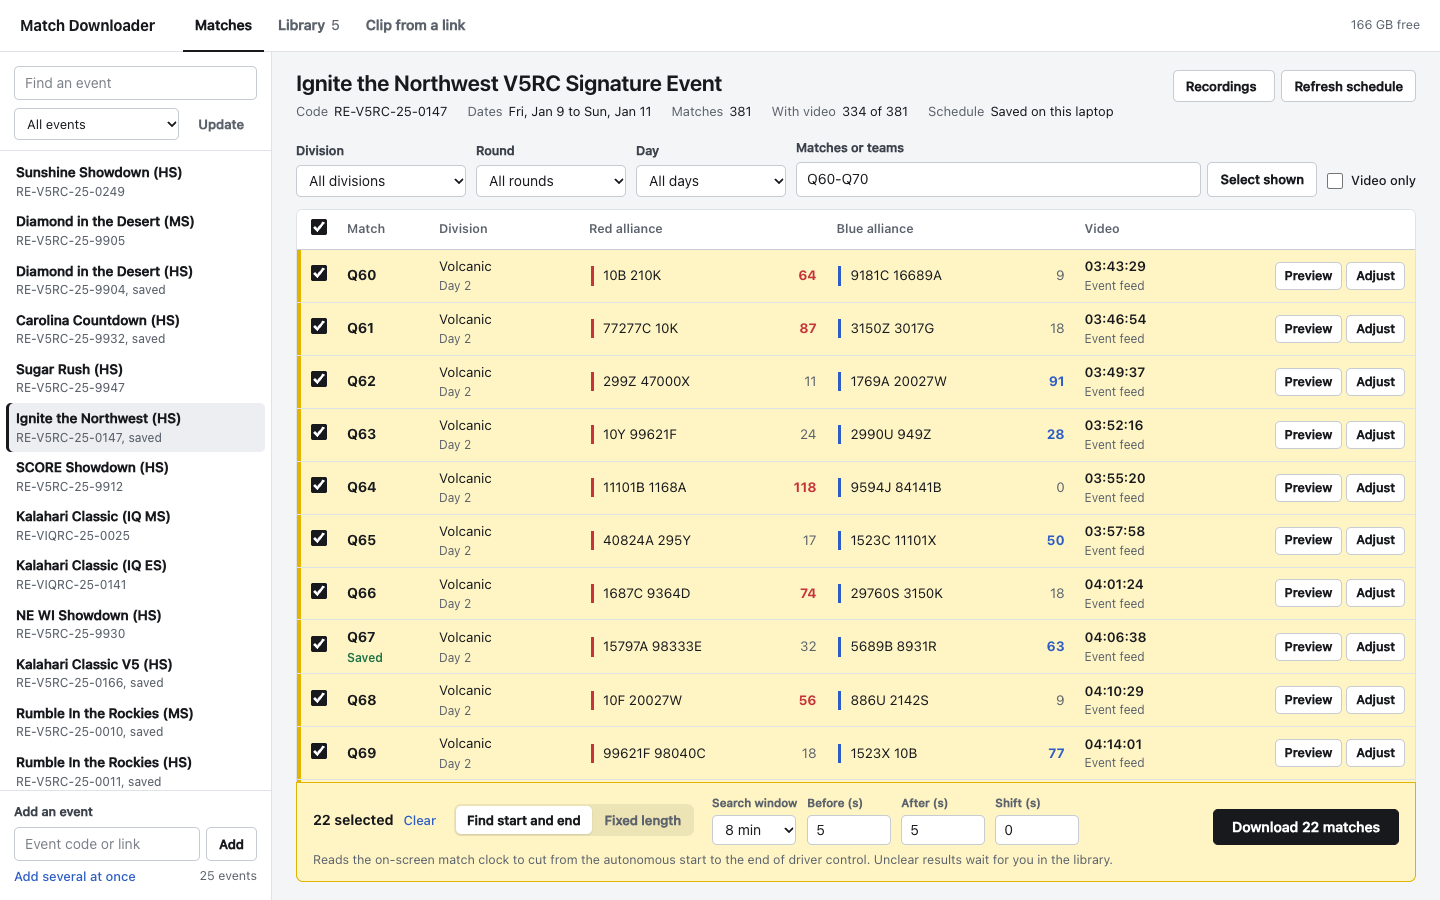 Match Downloader
Matches
Library 5
Clip from a link
166 GB free
Find an event
All events
Update
Sunshine Showdown (HS)
RE-V5RC-25-0249
Diamond in the Desert (MS)
RE-V5RC-25-9905
Diamond in the Desert (HS)
RE-V5RC-25-9904, saved
Carolina Countdown (HS)
RE-V5RC-25-9932, saved
Sugar Rush (HS)
RE-V5RC-25-9947
Ignite the Northwest (HS)
RE-V5RC-25-0147, saved
SCORE Showdown (HS)
RE-V5RC-25-9912
Kalahari Classic (IQ MS)
RE-VIQRC-25-0025
Kalahari Classic (IQ ES)
RE-VIQRC-25-0141
NE WI Showdown (HS)
RE-V5RC-25-9930
Kalahari Classic V5 (HS)
RE-V5RC-25-0166, saved
Rumble In the Rockies (MS)
RE-V5RC-25-0010, saved
Rumble In the Rockies (HS)
RE-V5RC-25-0011, saved
Add an event
Event code or link
Add
Add several at once
25 events
Ignite the Northwest V5RC Signature Event
Recordings
Refresh schedule
Code RE-V5RC-25-0147 Dates Fri, Jan 9 to Sun, Jan 11 Matches 381 With video 334 of 381 Schedule Saved on this laptop
Division Round Day Matches or teams
All divisions All rounds All days Q60-Q70 Select shown Video only
Match Division Red alliance Blue alliance Video
Q60 Volcanic Day 2 10B 210K 64 9181C 16689A 9 03:43:29 Event feed Preview Adjust
Q61 Volcanic Day 2 77277C 10K 87 3150Z 3017G 18 03:46:54 Event feed Preview Adjust
Q62 Volcanic Day 2 299Z 47000X 11 1769A 20027W 91 03:49:37 Event feed Preview Adjust
Q63 Volcanic Day 2 10Y 99621F 24 2990U 949Z 28 03:52:16 Event feed Preview Adjust
Q64 Volcanic Day 2 11101B 1168A 118 9594J 84141B 0 03:55:20 Event feed Preview Adjust
Q65 Volcanic Day 2 40824A 295Y 17 1523C 11101X 50 03:57:58 Event feed Preview Adjust
Q66 Volcanic Day 2 1687C 9364D 74 29760S 3150K 18 04:01:24 Event feed Preview Adjust
Q67 Saved Volcanic Day 2 15797A 98333E 32 5689B 8931R 63 04:06:38 Event feed Preview Adjust
Q68 Volcanic Day 2 10F 20027W 56 886U 2142S 9 04:10:29 Event feed Preview Adjust
Q69 Volcanic Day 2 99621F 98040C 18 1523X 10B 77 04:14:01 Event feed Preview Adjust
22 selected Clear
Find start and end Fixed length
Search window Before (s) After (s) Shift (s)
8 min 5 5 0
Download 22 matches
Reads the on-screen match clock to cut from the autonomous start to the end of driver control. Unclear results wait for you in the library.